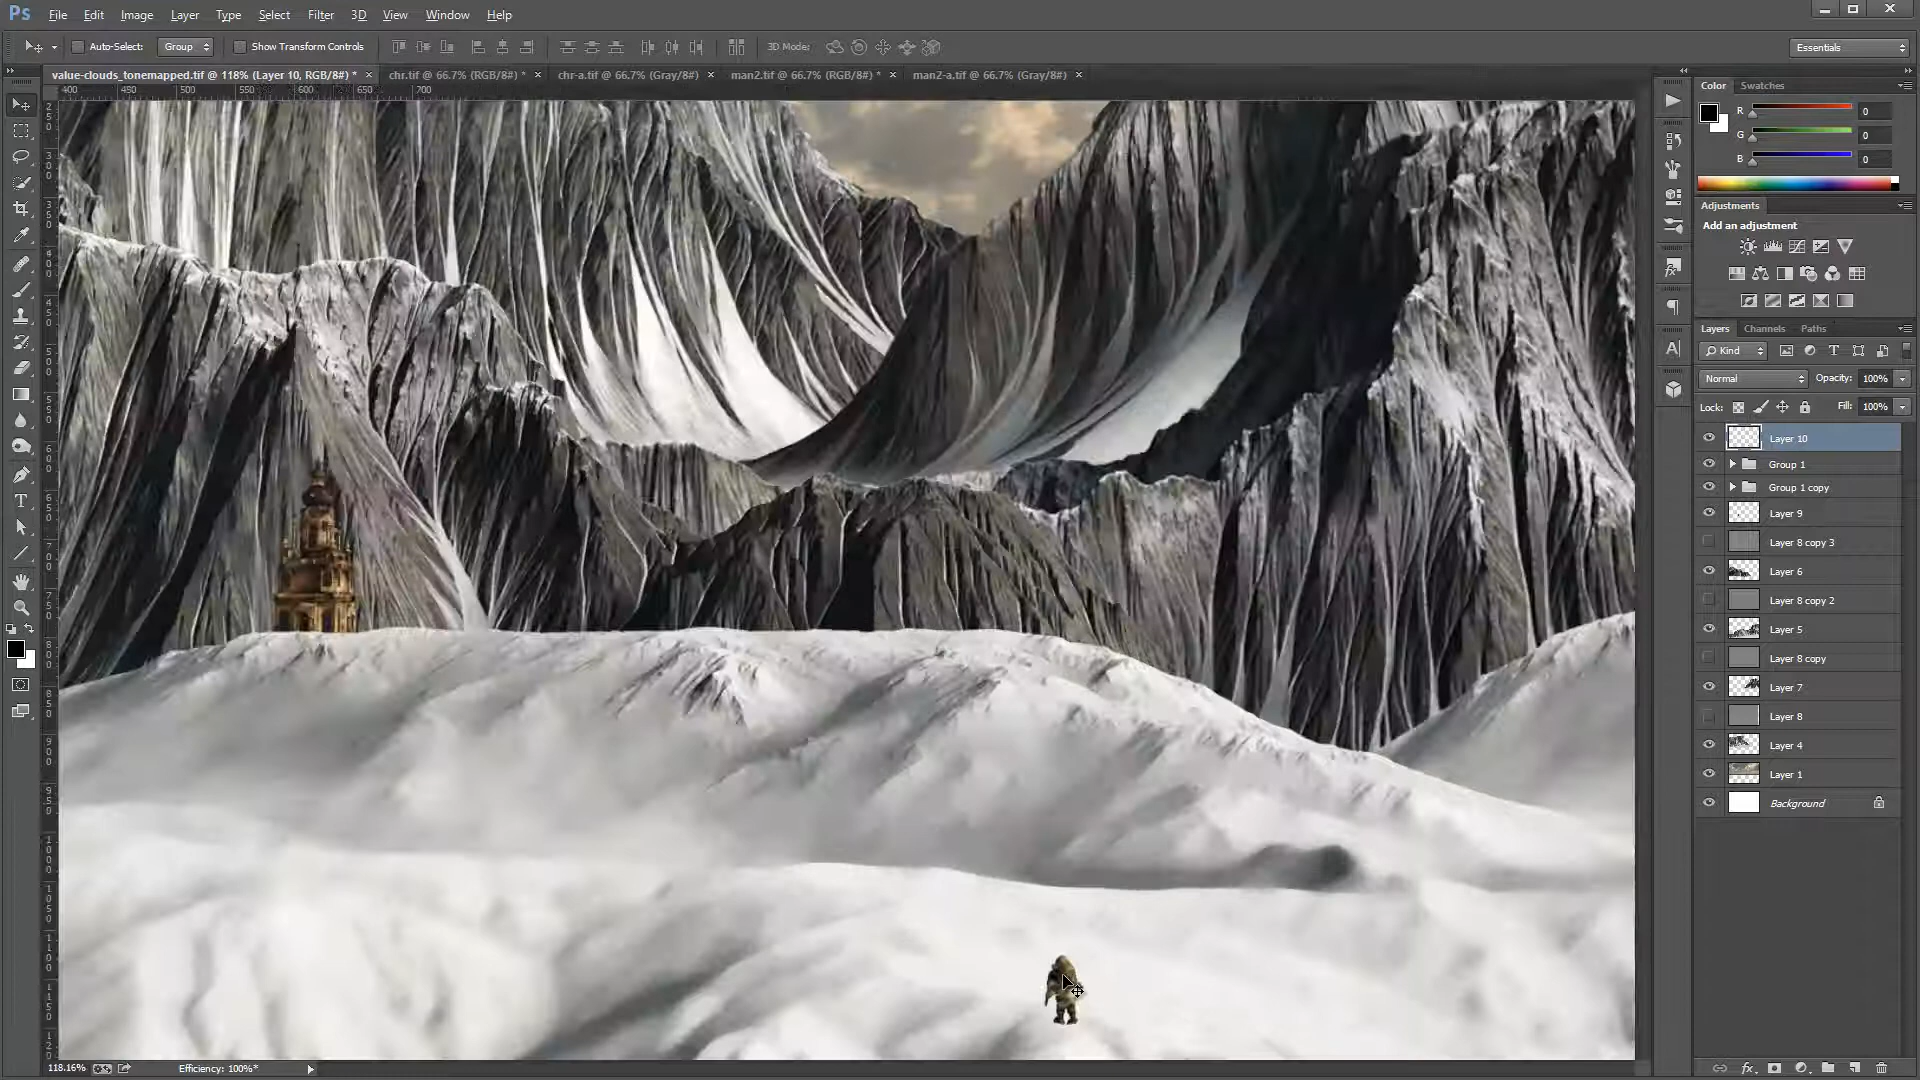 Ps File Edit Image Layer Type Select Filter 3D View Window Help
Auto-Select: Group Show Transform Controls 3D Mode: Essentials
value-clouds_tonemapped.tif @ 118% (Layer 10, RGB/8#) * × chr.tif @ 66.7% (RGB/8#) * × chr-a.tif @ 66.7% (Gray/8#) × man2.tif @ 66.7% (RGB/8#) * × man2-a.tif @ 66.7% (Gray/8#) ×
400 450 500 550 600 650 700
Color Swatches
R 0
G 0
B 0
Adjustments
Add an adjustment
Layers Channels Paths
Kind
Normal Opacity: 100%
Lock: Fill: 100%
Layer 10
Group 1
Group 1 copy
Layer 9
Layer 8 copy 3
Layer 6
Layer 8 copy 2
Layer 5
Layer 8 copy
Layer 7
Layer 8
Layer 4
Layer 1
Background
118.16% Efficiency: 100%*